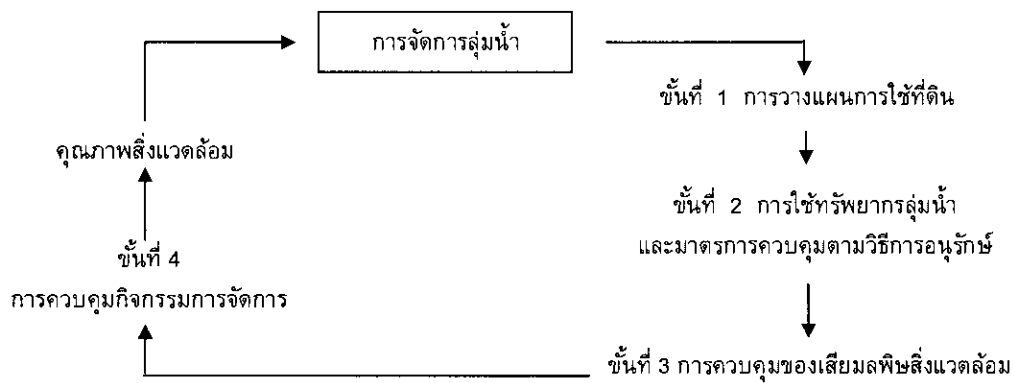 การจัดการลุ่มน้ำ
ขั้นที่ 1 การวางแผนการใช้ที่ดิน
คุณภาพสิ่งแวดล้อม
ขั้นที่ 2 การใช้ทรัพยากรลุ่มน้ำ
และมาตรการควบคุมตามวิธีการอนุรักษ์
ขั้นที่ 4
การควบคุมกิจกรรมการจัดการ
ขั้นที่ 3 การควบคุมของเสียมลพิษสิ่งแวดล้อม